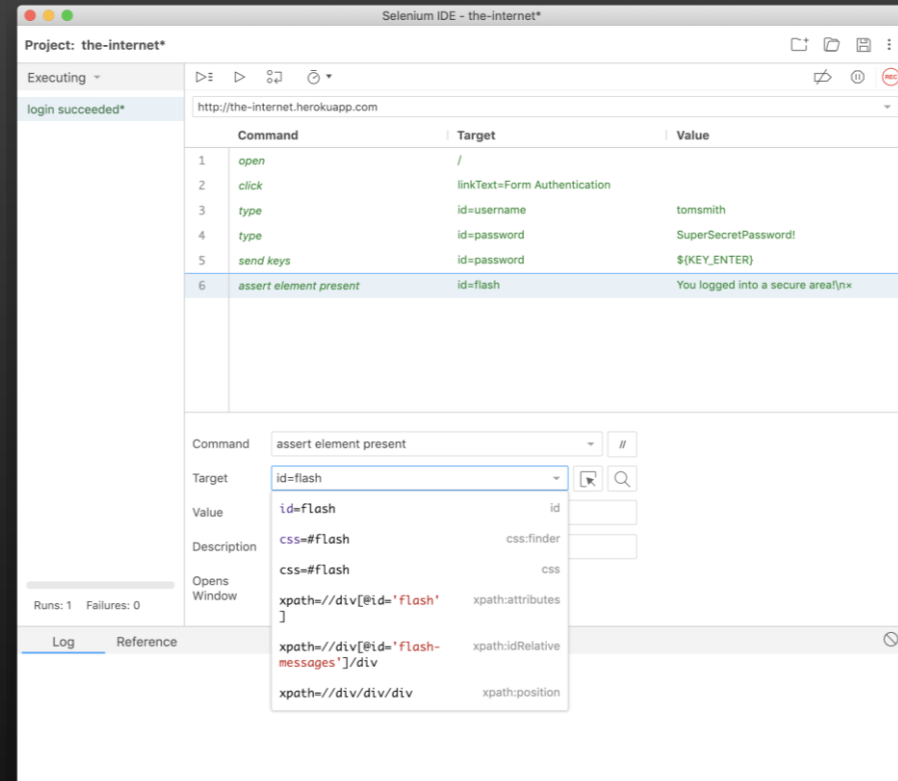 Selenium IDE - the-internet*
Project: the-internet*
Executing
REC
login succeeded*
http://the-internet.herokuapp.com
Command Target Value
1 open /
2 click linkText=Form Authentication
3 type id=username tomsmith
4 type id=password SuperSecretPassword!
5 send keys id=password ${KEY_ENTER}
6 assert element present id=flash You logged into a secure area!\n×
Command assert element present //
Target id=flash
Value
Description
Opens
Window
id=flash id
css=#flash css:finder
css=#flash css
xpath=//div[@id='flash' xpath:attributes
]
xpath=//div[@id='flash- xpath:idRelative
messages']/div
xpath=//div/div/div xpath:position
Runs: 1 Failures: 0
Log Reference